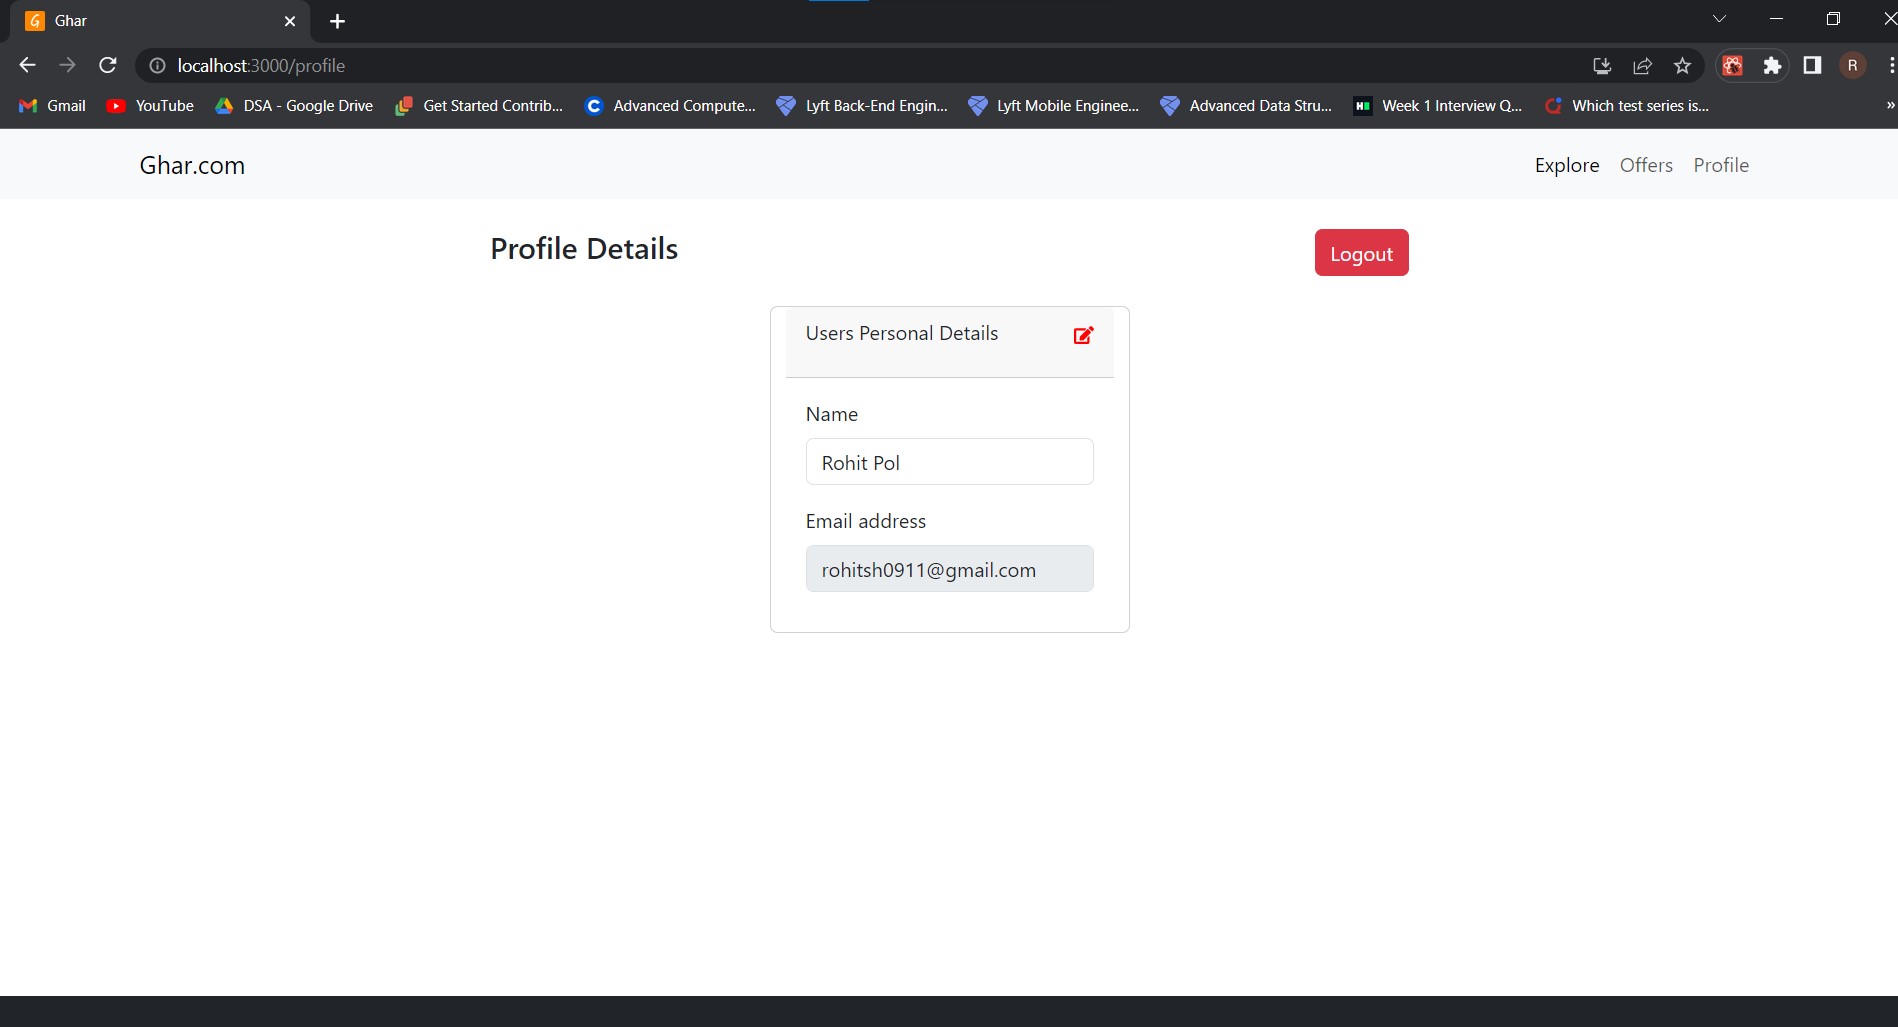 Ghar
localhost:3000/profile
R
Gmail YouTube DSA - Google Drive Get Started Contrib... Advanced Compute... Lyft Back-End Engin... Lyft Mobile Enginee... Advanced Data Stru... Week 1 Interview Q... Which test series is... »
Ghar.com Explore Offers Profile
Profile Details Logout
Users Personal Details
Name
Rohit Pol
Email address
rohitsh0911@gmail.com